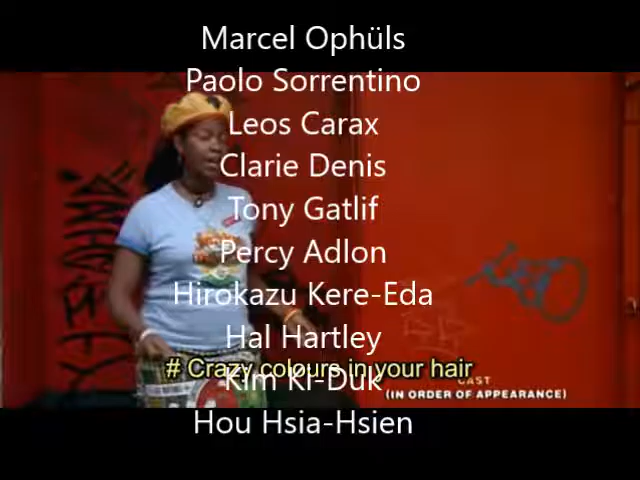 Marcel Ophüls
Paolo Sorrentino
Leos Carax
Clarie Denis
Tony Gatlif
Percy Adlon
Hirokazu Kere-Eda
Hal Hartley
# Crazy colours in your hair
Kim Ki-Duk
CAST
(IN ORDER OF APPEARANCE)
Hou Hsia-Hsien